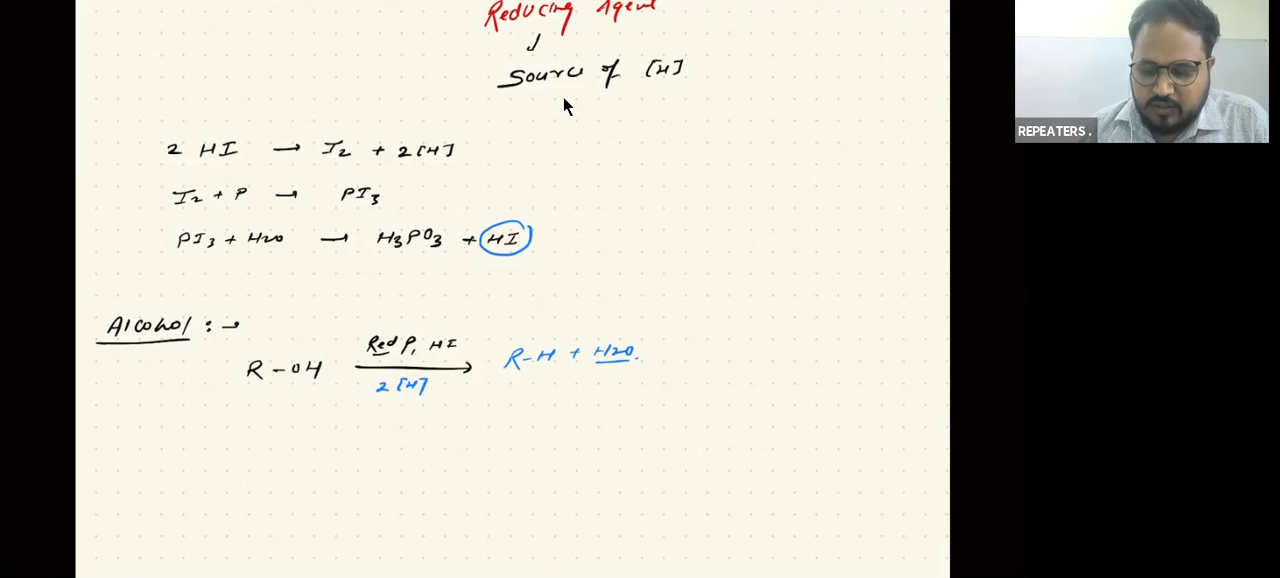 Reducing Agent
Source of [H]
REPEATERS .
2 HI → I2 + 2[H]
I2 + P → PI3
PI3 + H2O → H3PO3 + HI
Alcohol : →
Red P, HI
R-OH → R-H + H2O.
2[H]